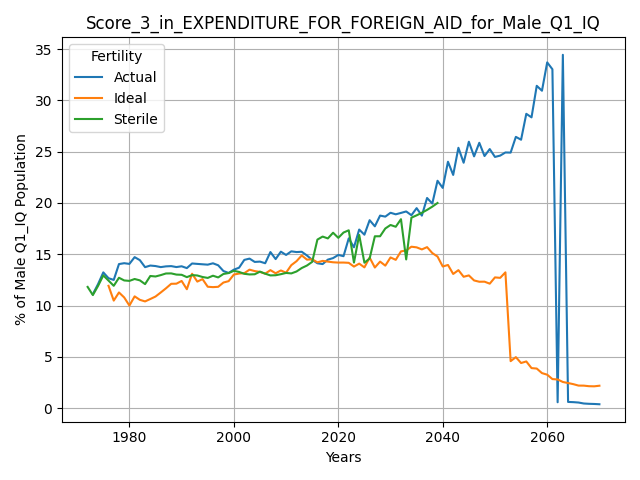 Score_3_in_EXPENDITURE_FOR_FOREIGN_AID_for_Male_Q1_IQ
% of Male Q1_IQ Population
35
30
25
20
15
10
5
0
Fertility
Actual
Ideal
Sterile
1980 2000 2020 2040 2060
Years